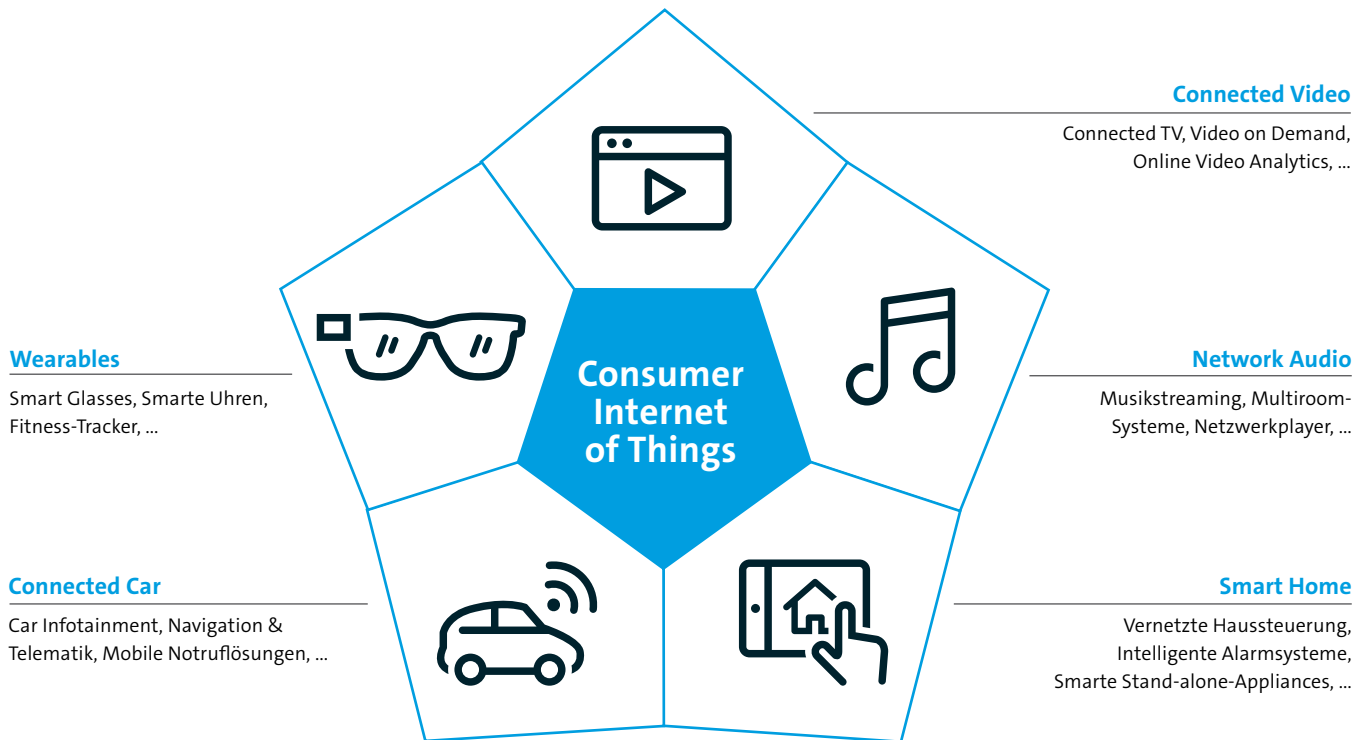 Connected Video
Connected TV, Video on Demand,
Online Video Analytics, ...
Wearables
Smart Glasses, Smarte Uhren,
Fitness-Tracker, ...
Consumer
Internet
of Things
Network Audio
Musikstreaming, Multiroom-
Systeme, Netzwerkplayer, ...
Connected Car
Car Infotainment, Navigation &
Telematik, Mobile Notruflösungen, ...
Smart Home
Vernetzte Haussteuerung,
Intelligente Alarmsysteme,
Smarte Stand-alone-Appliances, ...